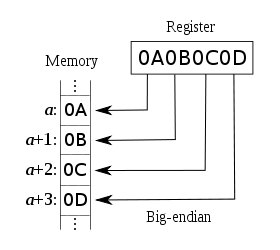 Register
0A0B0C0D
Memory
⋮
a: 0A
a+1: 0B
a+2: 0C
a+3: 0D
⋮
Big-endian